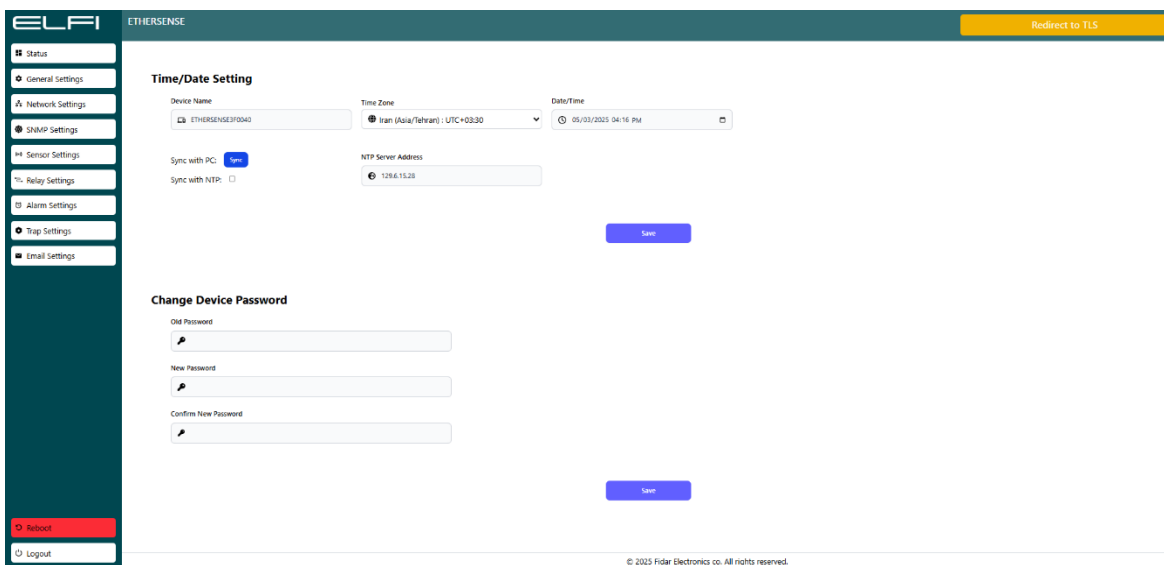 ELFI
ETHERSENSE
Redirect to TLS
Status
General Settings
Network Settings
SNMP Settings
Sensor Settings
Relay Settings
Alarm Settings
Trap Settings
Email Settings
Reboot
Logout
Time/Date Setting
Device Name
ETHERSENSE3F0040
Time Zone
Iran (Asia/Tehran) : UTC+03:30
Date/Time
05/03/2025 04:16 PM
Sync with PC: Sync
Sync with NTP:
NTP Server Address
129.6.15.28
Save
Change Device Password
Old Password
New Password
Confirm New Password
Save
© 2025 Fidar Electronics co. All rights reserved.